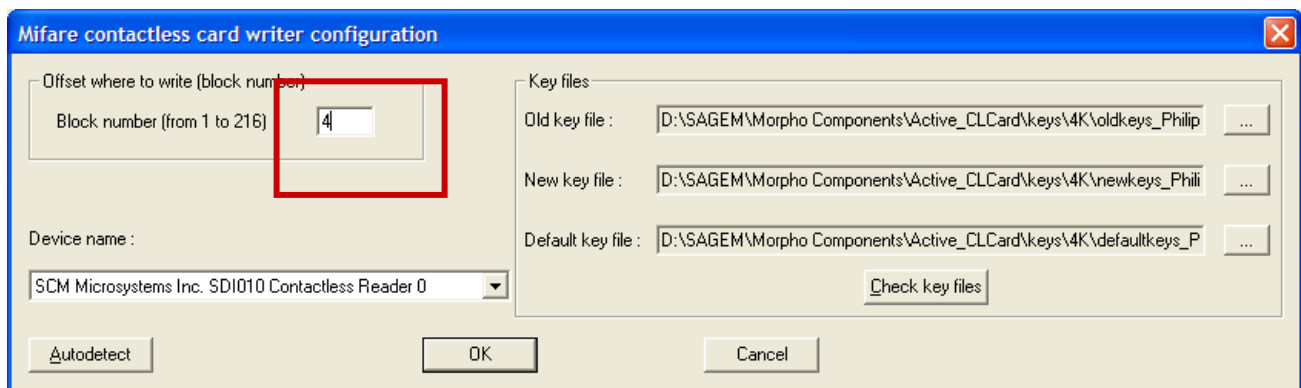 Mifare contactless card writer configuration
Offset where to write (block number)
Block number (from 1 to 216)
4
Device name :
SCM Microsystems Inc. SDI010 Contactless Reader 0
Autodetect
Key files
Old key file :
D:\SAGEM\Morpho Components\Active_CLCard\keys\4K\oldkeys_Philip
...
New key file :
D:\SAGEM\Morpho Components\Active_CLCard\keys\4K\newkeys_Phili
...
Default key file :
D:\SAGEM\Morpho Components\Active_CLCard\keys\4K\defaultkeys_P
...
Check key files
OK
Cancel